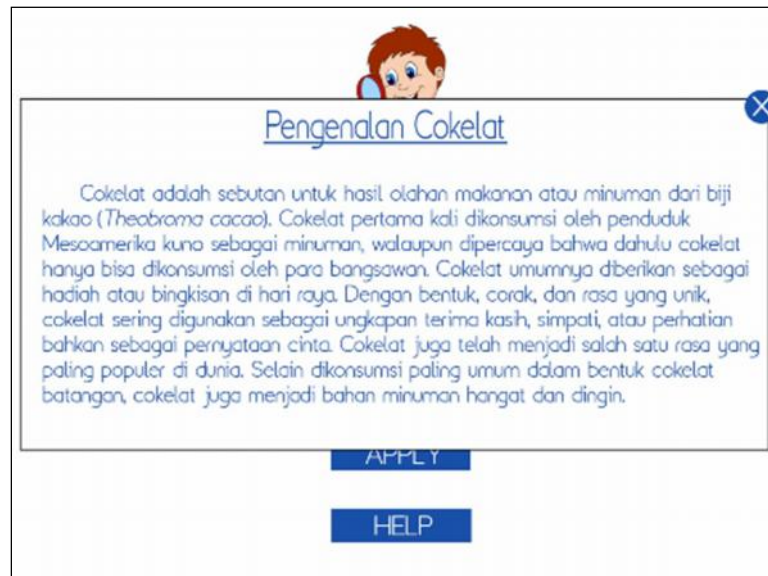 Pengenalan Cokelat
X
Cokelat adalah sebutan untuk hasil olahan makanan atau minuman dari biji
kakao (Theobroma cacao). Cokelat pertama kali dikonsumsi oleh penduduk
Mesoamerika kuno sebagai minuman, walaupun dipercaya bahwa dahulu cokelat
hanya bisa dikonsumsi oleh para bangsawan. Cokelat umumnya diberikan sebagai
hadiah atau bingkisan di hari raya. Dengan bentuk, corak, dan rasa yang unik,
cokelat sering digunakan sebagai ungkapan terima kasih, simpati, atau perhatian
bahkan sebagai pernyataan cinta. Cokelat juga telah menjadi salah satu rasa yang
paling populer di dunia. Selain dikonsumsi paling umum dalam bentuk cokelat
batangan, cokelat juga menjadi bahan minuman hangat dan dingin.
APPLY
HELP